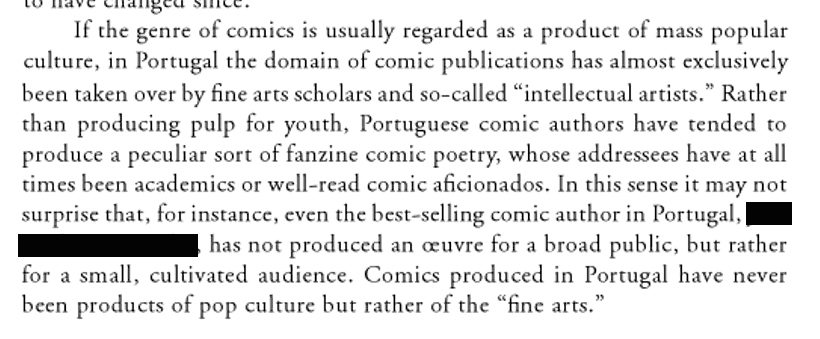 to have changed since.
If the genre of comics is usually regarded as a product of mass popular
culture, in Portugal the domain of comic publications has almost exclusively
been taken over by fine arts scholars and so-called “intellectual artists.” Rather
than producing pulp for youth, Portuguese comic authors have tended to
produce a peculiar sort of fanzine comic poetry, whose addressees have at all
times been academics or well-read comic aficionados. In this sense it may not
surprise that, for instance, even the best-selling comic author in Portugal,
, has not produced an œuvre for a broad public, but rather
for a small, cultivated audience. Comics produced in Portugal have never
been products of pop culture but rather of the “fine arts.”